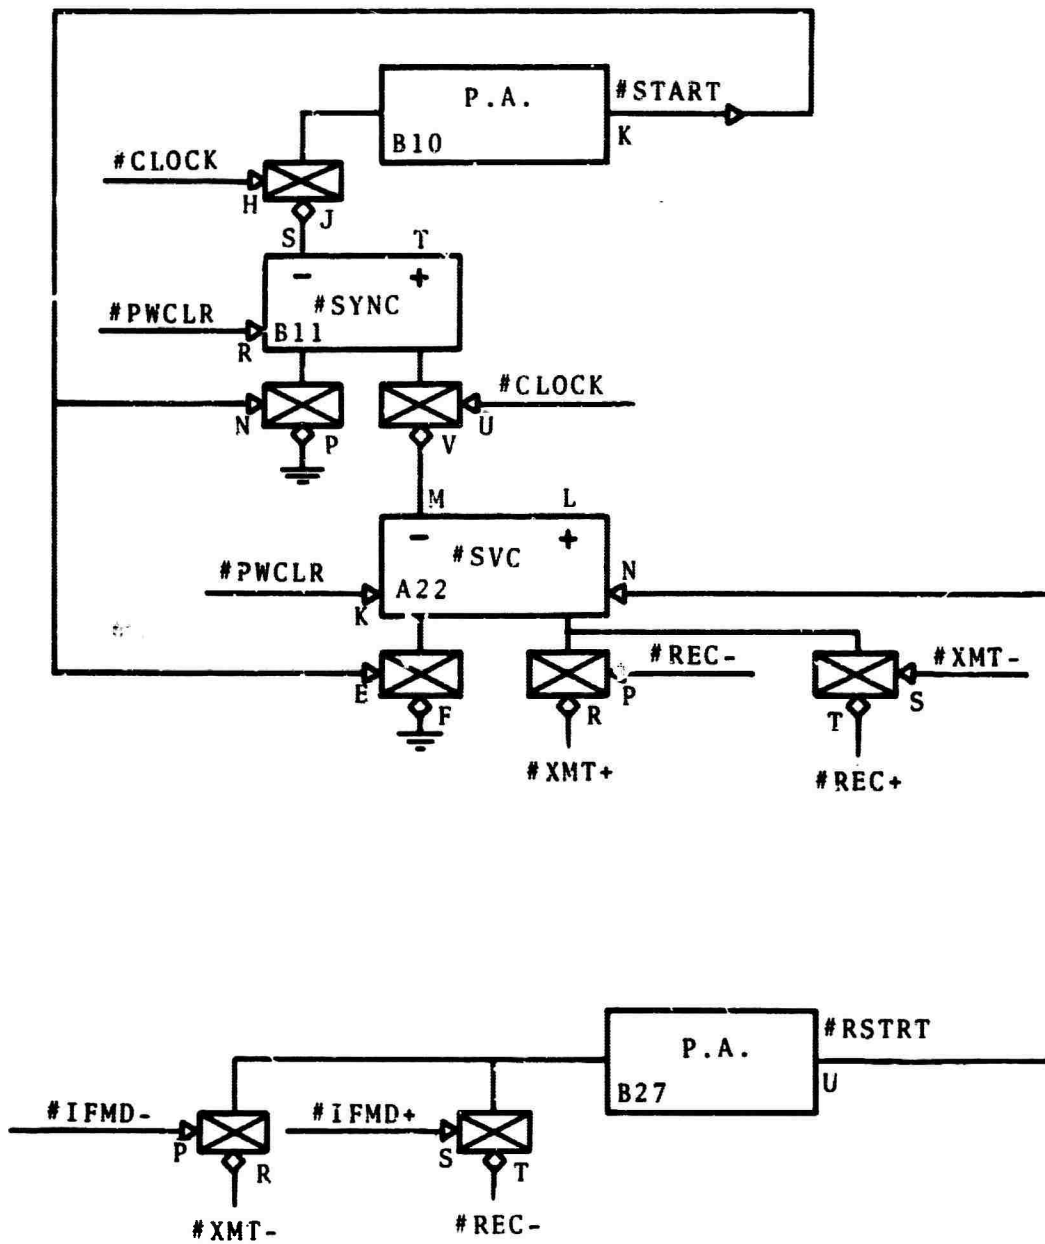 P.A.
#START
B10
K
#CLOCK
H
J
S
T
- +
#SYNC
#PWCLR
B11
R
#CLOCK
N
P
V
U
M
L
- +
#SVC
N
#PWCLR
A22
K
#REC-
#XMT-
E
F
R
P
T
S
#XMT+
#REC+
#RSTRT
P.A.
B27
U
#IFMD-
#IFMD+
P
R
S
T
#XMT-
#REC-